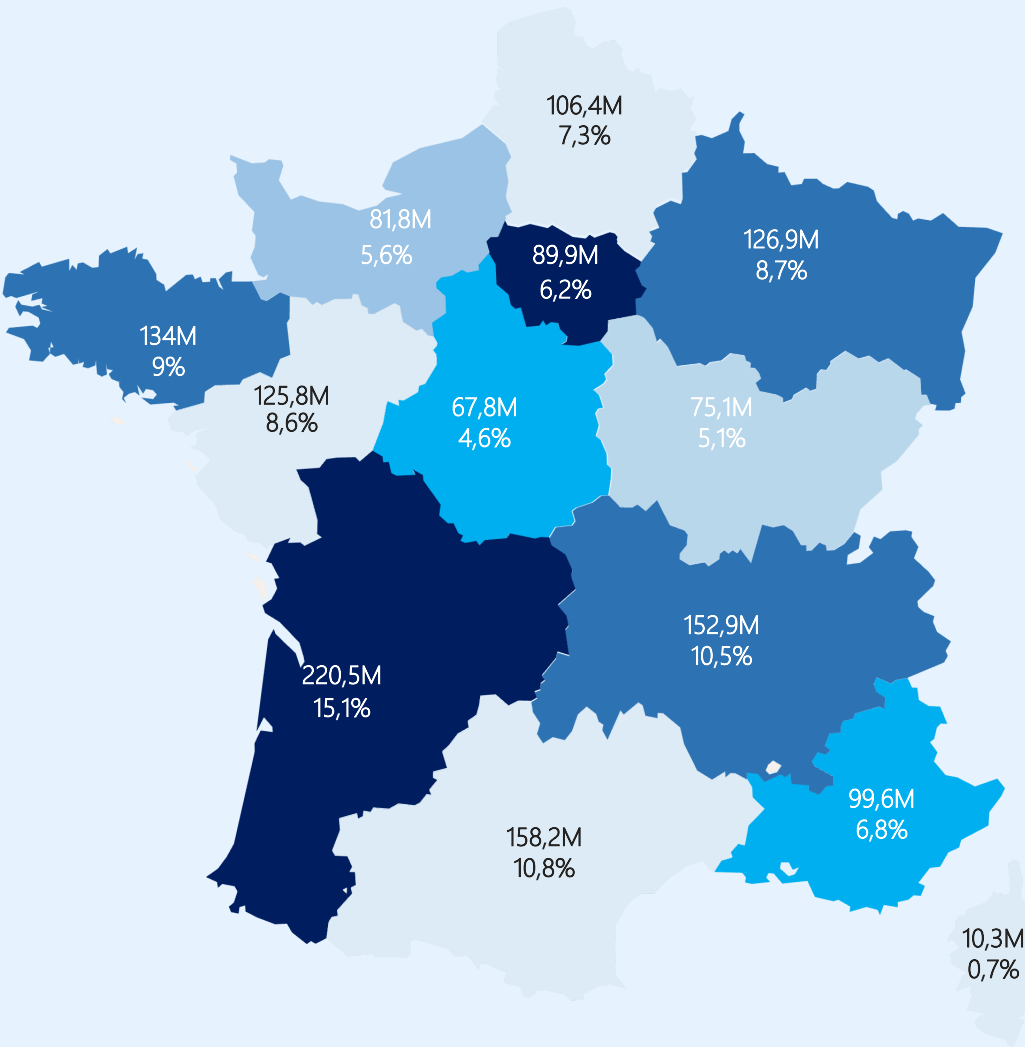 106,4M
7,3%
81,8M
5,6%
89,9M
6,2%
126,9M
8,7%
134M
9%
125,8M
8,6%
67,8M
4,6%
75,1M
5,1%
220,5M
15,1%
152,9M
10,5%
158,2M
10,8%
99,6M
6,8%
10,3M
0,7%